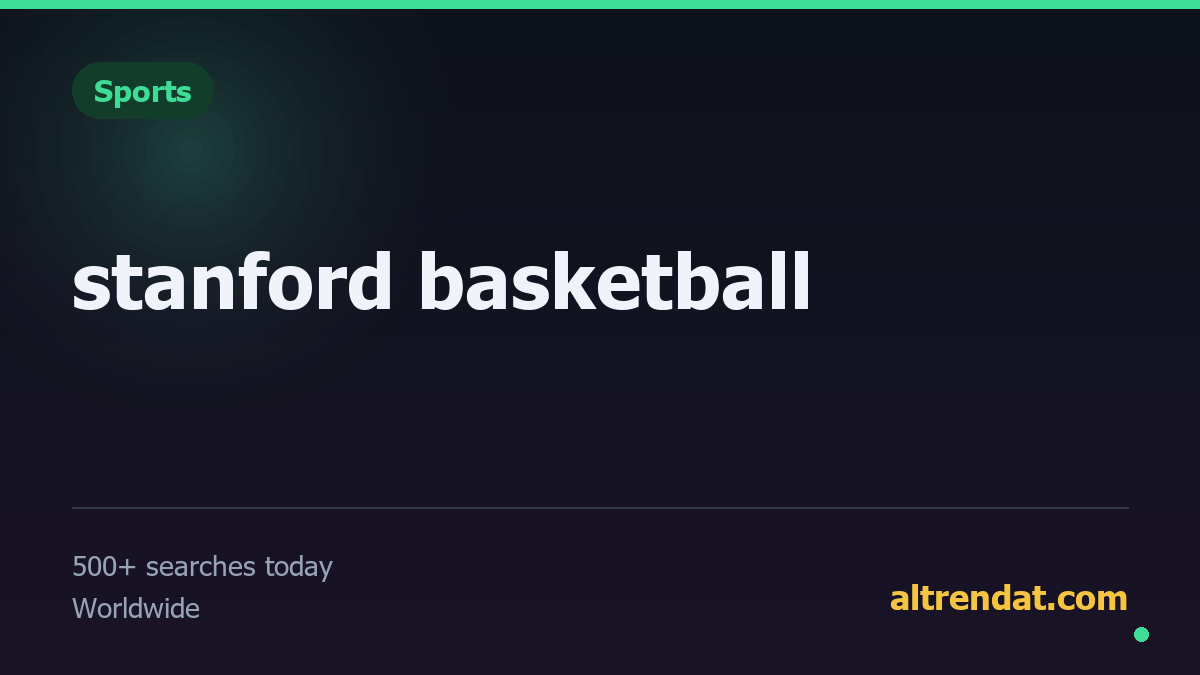 Sports
stanford basketball
500+ searches today
Worldwide
altrendat.com